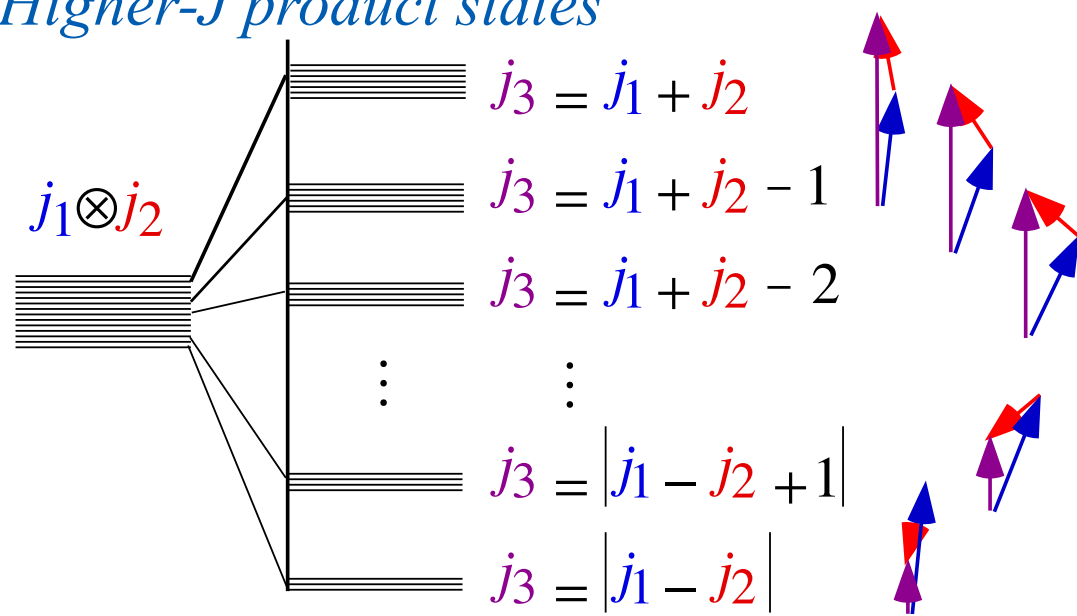 Higher-J product states
j₃ = j₁ + j₂
j₃ = j₁ + j₂ - 1
j₁⊗j₂
j₃ = j₁ + j₂ - 2
⋮ ⋮
j₃ = |j₁ - j₂ + 1|
j₃ = |j₁ - j₂|